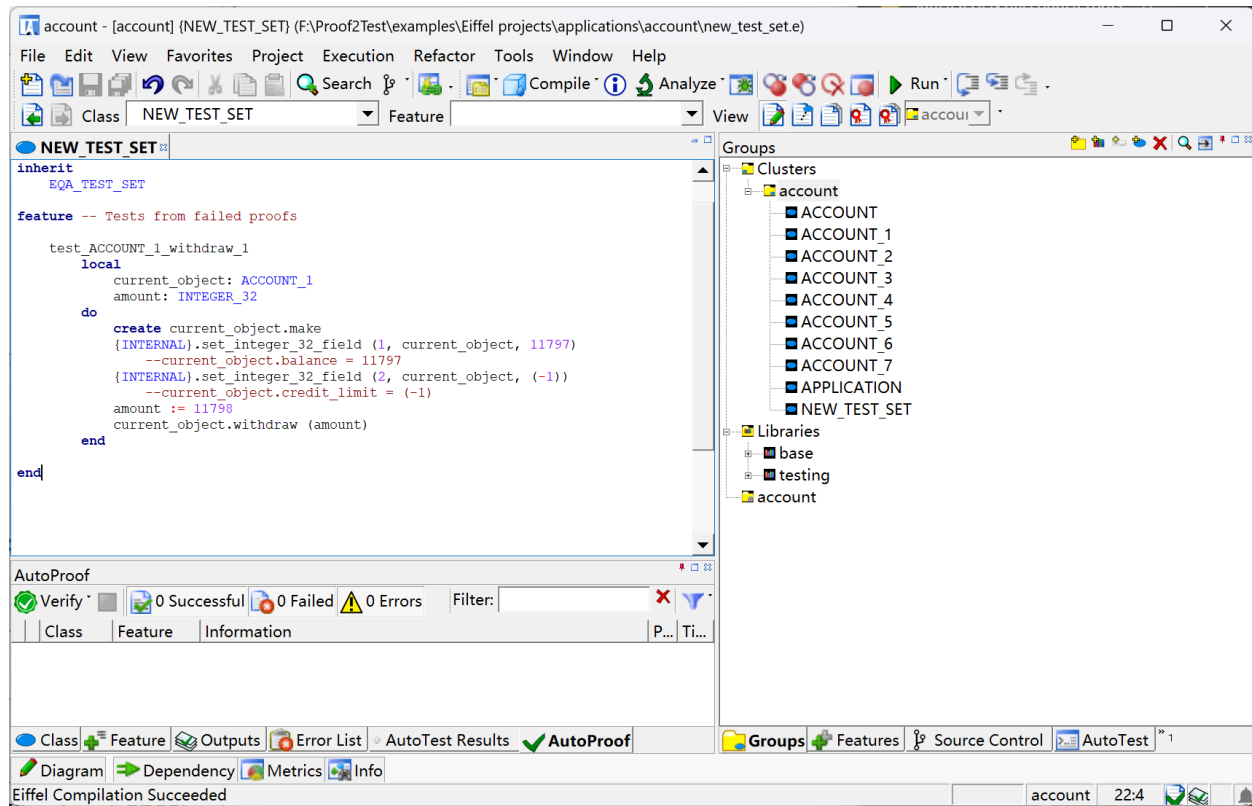 account - [account] {NEW_TEST_SET} (F:\Proof2Test\examples\Eiffel projects\applications\account\new_test_set.e)
File Edit View Favorites Project Execution Refactor Tools Window Help
Search Compile Analyze Run
Class NEW_TEST_SET Feature View accour
NEW_TEST_SET
inherit
EQA_TEST_SET
feature -- Tests from failed proofs
test_ACCOUNT_1_withdraw_1
local
current_object: ACCOUNT_1
amount: INTEGER_32
do
create current_object.make
{INTERNAL}.set_integer_32_field (1, current_object, 11797)
--current_object.balance = 11797
{INTERNAL}.set_integer_32_field (2, current_object, (-1))
--current_object.credit_limit = (-1)
amount := 11798
current_object.withdraw (amount)
end
end
Groups
Clusters
account
ACCOUNT
ACCOUNT_1
ACCOUNT_2
ACCOUNT_3
ACCOUNT_4
ACCOUNT_5
ACCOUNT_6
ACCOUNT_7
APPLICATION
NEW_TEST_SET
Libraries
base
testing
account
AutoProof
Verify 0 Successful 0 Failed 0 Errors Filter:
Class Feature Information P... Ti...
Class Feature Outputs Error List AutoTest Results AutoProof
Groups Features Source Control AutoTest » 1
Diagram Dependency Metrics Info
Eiffel Compilation Succeeded account 22:4